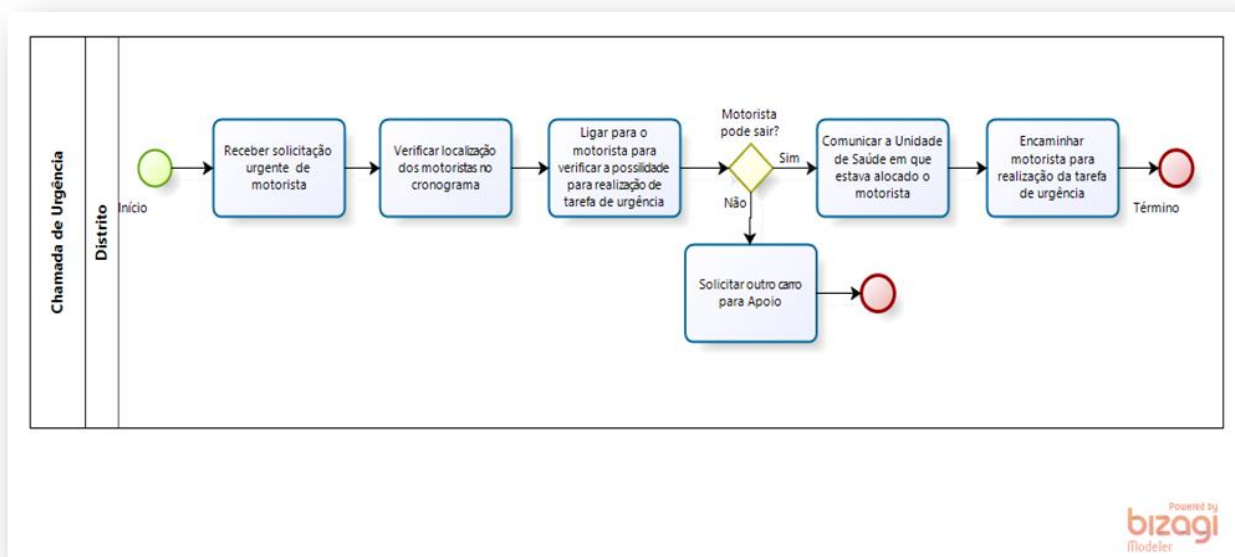 Chamada de Urgência
Distrito
Início
Receber solicitação
urgente de
motorista
Verificar localização
dos motoristas no
cronograma
Ligar para o
motorista para
verificar a possilidade
para realização de
tarefa de urgência
Motorista
pode sair?
Sim
Não
Comunicar a Unidade
de Saúde em que
estava alocado o
motorista
Encaminhar
motorista para
realização da tarefa
de urgência
Término
Solicitar outro carro
para Apoio
Powered by
bizagi
Modeler